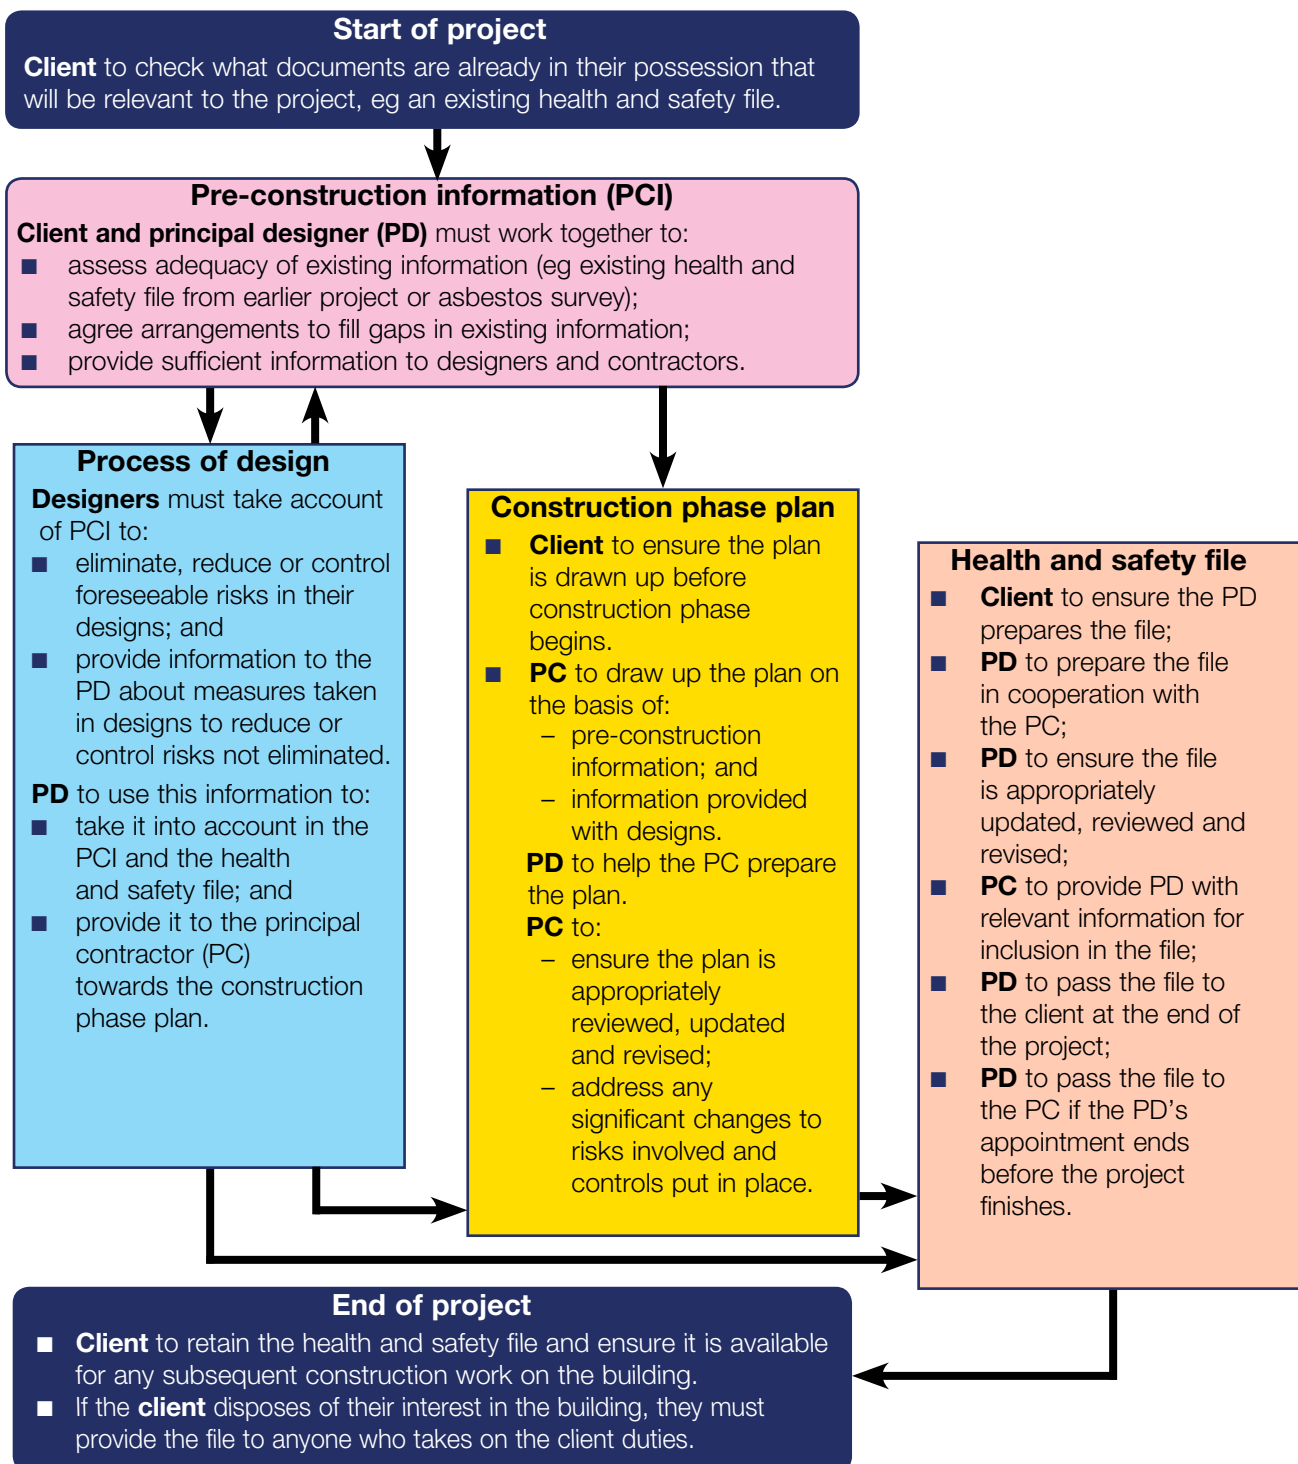 Start of project
Client to check what documents are already in their possession that
will be relevant to the project, eg an existing health and safety file.
Pre-construction information (PCI)
Client and principal designer (PD) must work together to:
■ assess adequacy of existing information (eg existing health and
safety file from earlier project or asbestos survey);
■ agree arrangements to fill gaps in existing information;
■ provide sufficient information to designers and contractors.
Process of design
Designers must take account
of PCI to:
■ eliminate, reduce or control
foreseeable risks in their
designs; and
■ provide information to the
PD about measures taken
in designs to reduce or
control risks not eliminated.
PD to use this information to:
■ take it into account in the
PCI and the health
and safety file; and
■ provide it to the principal
contractor (PC)
towards the construction
phase plan.
Construction phase plan
■ Client to ensure the plan
is drawn up before
construction phase
begins.
■ PC to draw up the plan on
the basis of:
– pre-construction
information; and
– information provided
with designs.
PD to help the PC prepare
the plan.
PC to:
– ensure the plan is
appropriately
reviewed, updated
and revised;
– address any
significant changes to
risks involved and
controls put in place.
Health and safety file
■ Client to ensure the PD
prepares the file;
■ PD to prepare the file
in cooperation with
the PC;
■ PD to ensure the file
is appropriately
updated, reviewed and
revised;
■ PC to provide PD with
relevant information for
inclusion in the file;
■ PD to pass the file to
the client at the end of
the project;
■ PD to pass the file to
the PC if the PD’s
appointment ends
before the project
finishes.
End of project
■ Client to retain the health and safety file and ensure it is available
for any subsequent construction work on the building.
■ If the client disposes of their interest in the building, they must
provide the file to anyone who takes on the client duties.